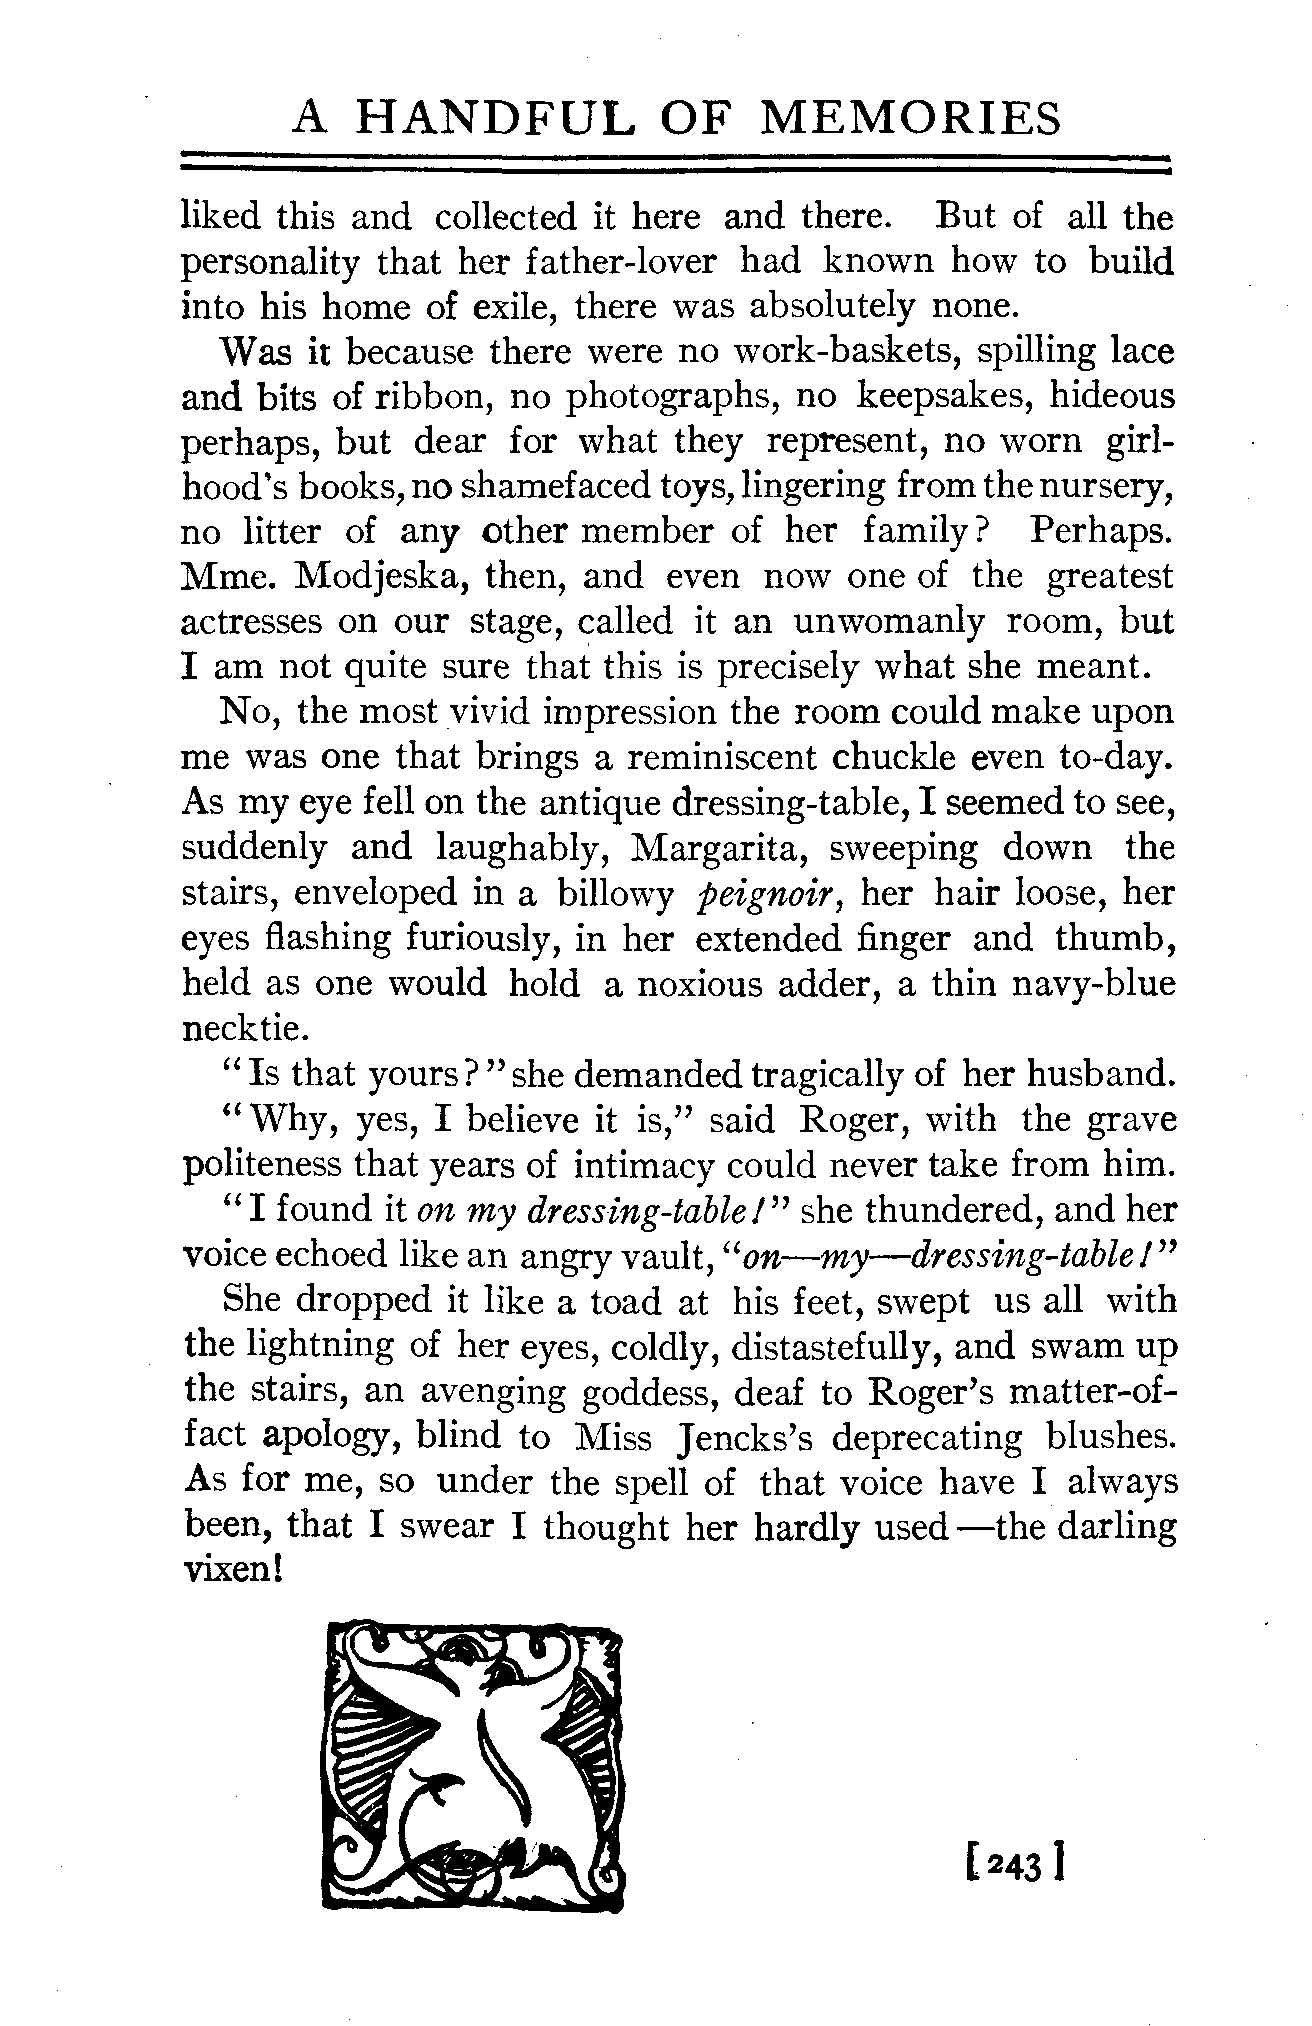 A HANDFUL OF MEMORIES
liked this and collected it here and there. But of all the
personality that her father-lover had known how to build
into his home of exile, there was absolutely none.
Was it because there were no work-baskets, spilling lace
and bits of ribbon, no photographs, no keepsakes, hideous
perhaps, but dear for what they represent, no worn girl-
hood's books, no shamefaced toys, lingering from the nursery,
no litter of any other member of her family? Perhaps.
Mme. Modjeska, then, and even now one of the greatest
actresses on our stage, called it an unwomanly room, but
I am not quite sure that this is precisely what she meant.
No, the most vivid impression the room could make upon
me was one that brings a reminiscent chuckle even to-day.
As my eye fell on the antique dressing-table, I seemed to see,
suddenly and laughably, Margarita, sweeping down the
stairs, enveloped in a billowy peignoir, her hair loose, her
eyes flashing furiously, in her extended finger and thumb,
held as one would hold a noxious adder, a thin navy-blue
necktie.
"Is that yours?" she demanded tragically of her husband.
"Why, yes, I believe it is," said Roger, with the grave
politeness that years of intimacy could never take from him.
"I found it on my dressing-table!" she thundered, and her
voice echoed like an angry vault, "on—my—dressing-table!"
She dropped it like a toad at his feet, swept us all with
the lightning of her eyes, coldly, distastefully, and swam up
the stairs, an avenging goddess, deaf to Roger's matter-of-
fact apology, blind to Miss Jencks's deprecating blushes.
As for me, so under the spell of that voice have I always
been, that I swear I thought her hardly used—the darling
vixen!
[243]